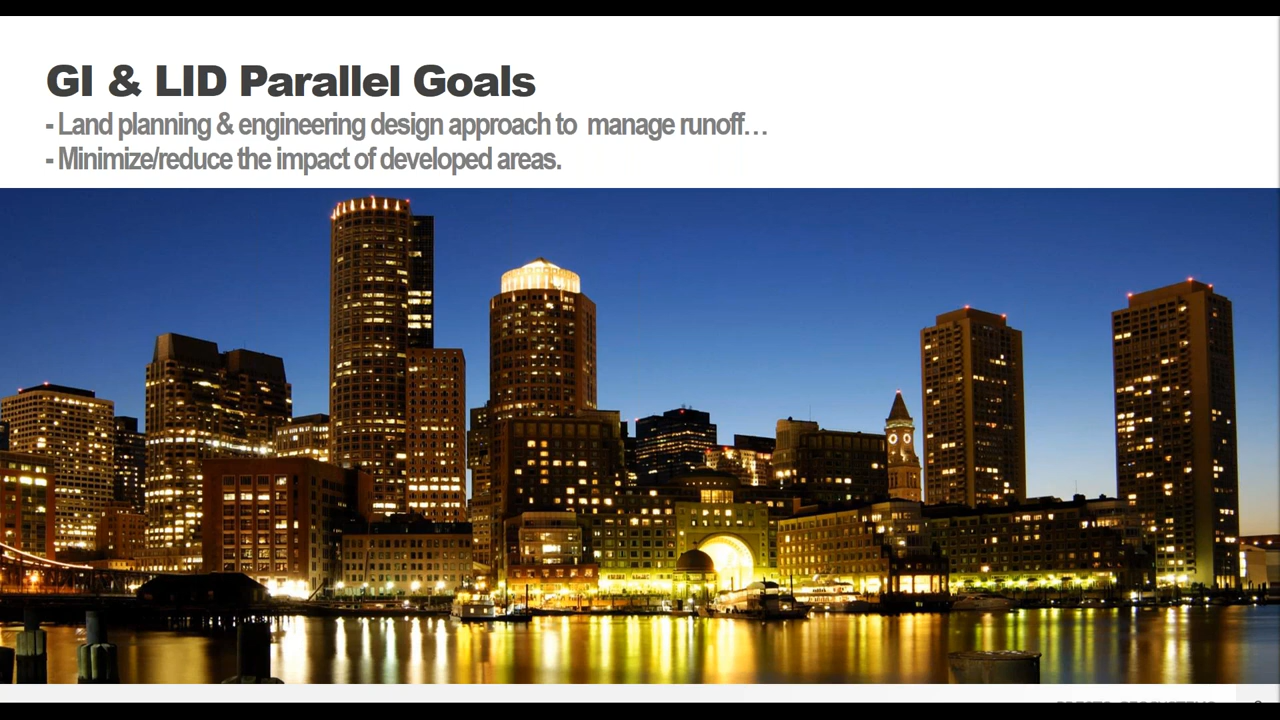 GI & LID Parallel Goals
- Land planning & engineering design approach to  manage runoff…
- Minimize/reduce the impact of developed areas.